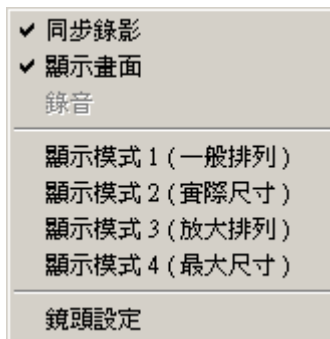 同步錄影
顯示畫面
錄音
顯示模式 1 ( 一般排列 )
顯示模式 2 ( 實際尺寸 )
顯示模式 3 ( 放大排列 )
顯示模式 4 ( 最大尺寸 )
鏡頭設定